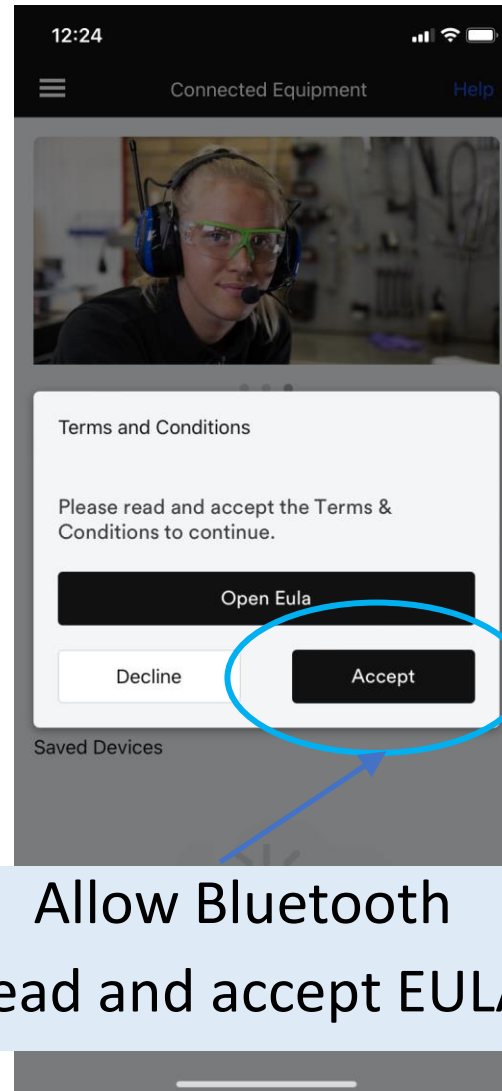 12:24
Connected Equipment Help
Terms and Conditions
Please read and accept the Terms &
Conditions to continue.
Open Eula
Decline Accept
Saved Devices
Allow Bluetooth
ead and accept EULA